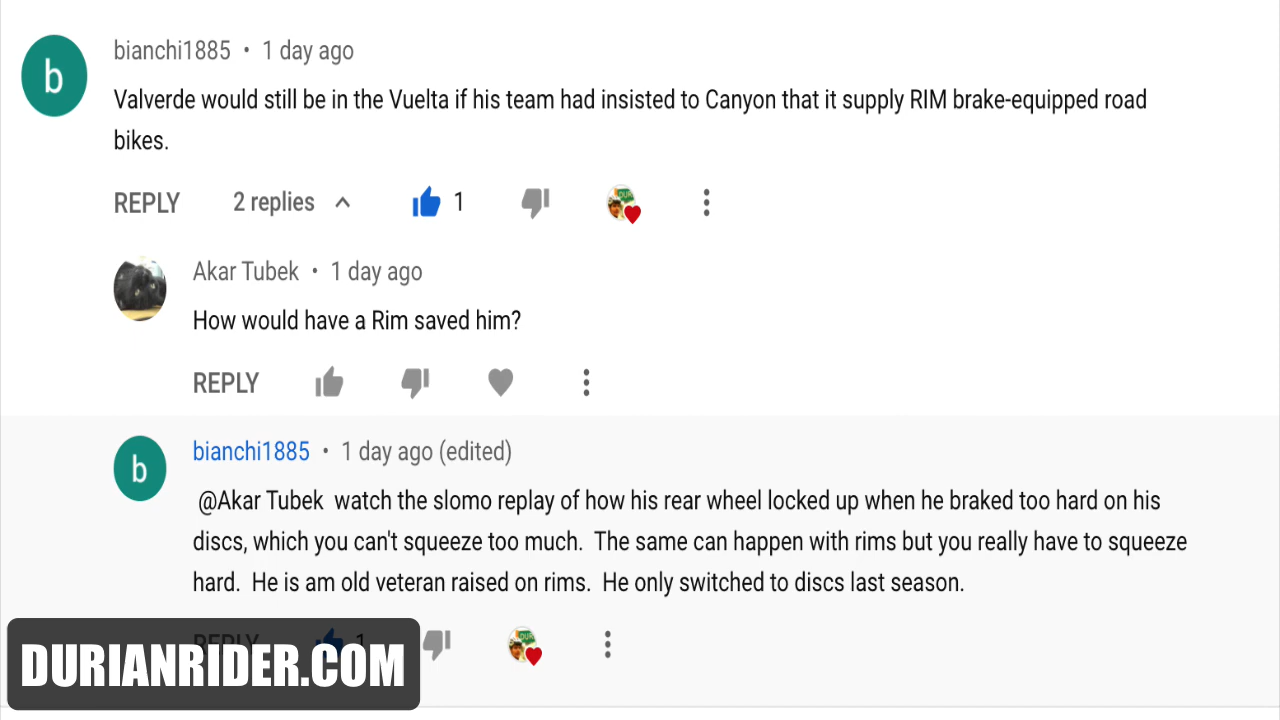 b
bianchi1885 • 1 day ago
Valverde would still be in the Vuelta if his team had insisted to Canyon that it supply RIM brake-equipped road
bikes.
REPLY 2 replies 1
Akar Tubek • 1 day ago
How would have a Rim saved him?
REPLY
b
bianchi1885 • 1 day ago (edited)
@Akar Tubek watch the slomo replay of how his rear wheel locked up when he braked too hard on his
discs, which you can't squeeze too much. The same can happen with rims but you really have to squeeze
hard. He is am old veteran raised on rims. He only switched to discs last season.
REPLY 1
DURIANRIDER.COM